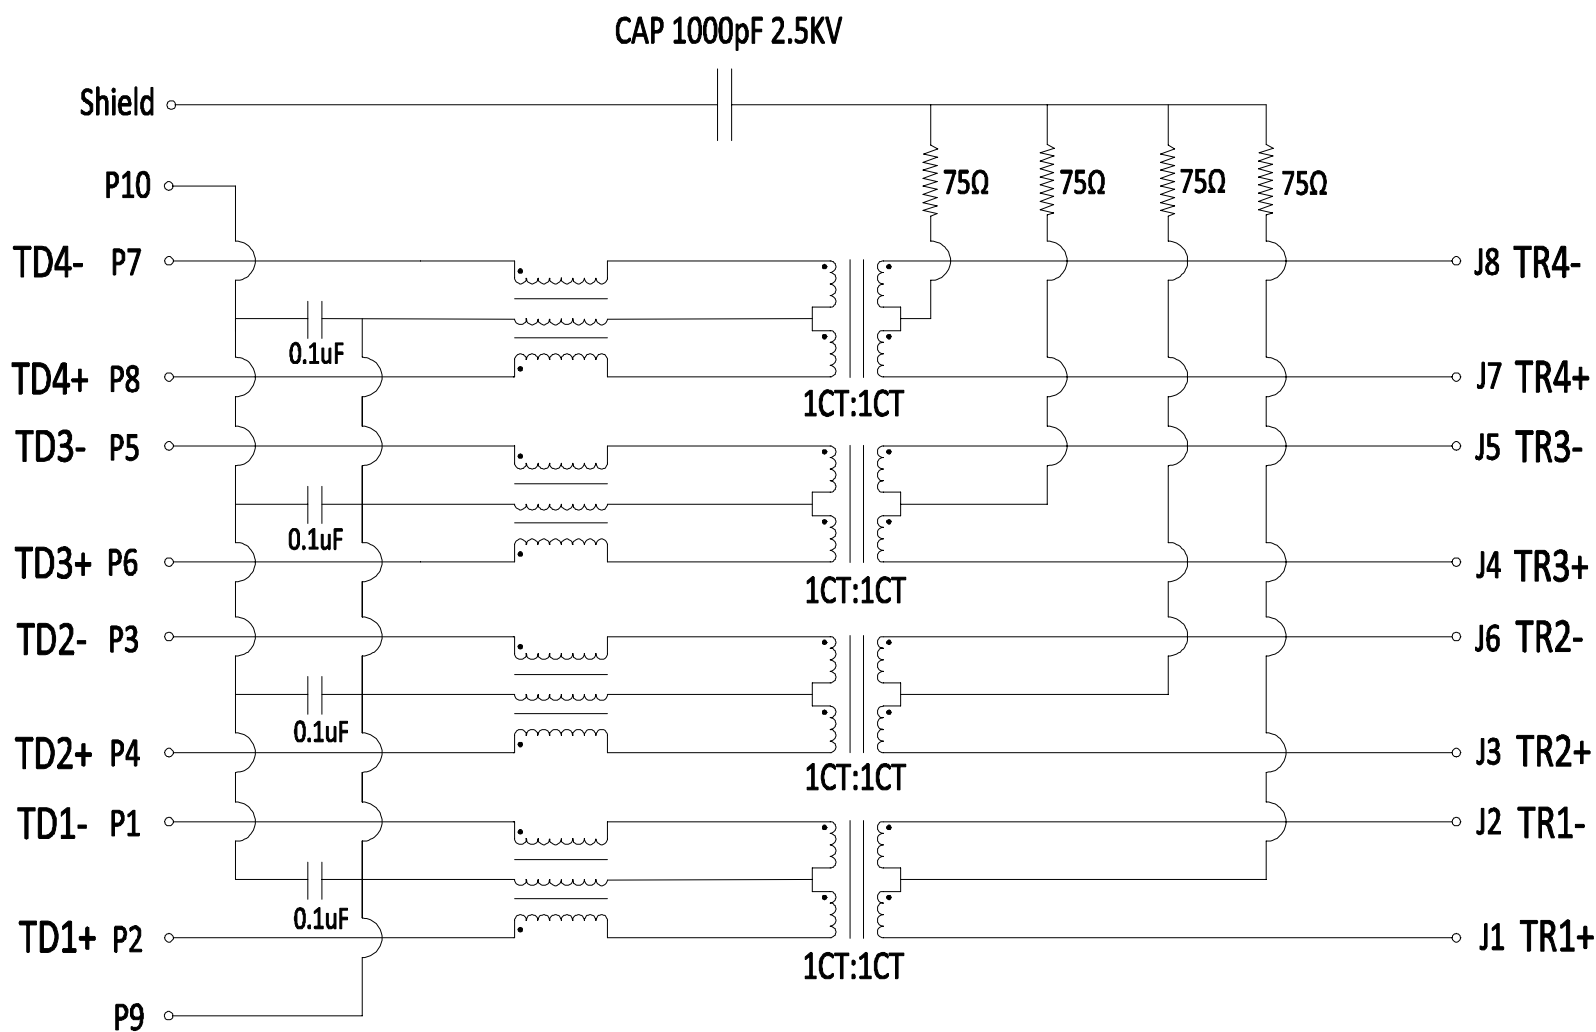 CAP 1000pF 2.5KV
Shield
P10
75Ω 75Ω 75Ω 75Ω
TD4- P7 J8 TR4-
0.1uF
TD4+ P8 J7 TR4+
1CT:1CT
TD3- P5 J5 TR3-
0.1uF
TD3+ P6 J4 TR3+
1CT:1CT
TD2- P3 J6 TR2-
0.1uF
TD2+ P4 J3 TR2+
1CT:1CT
TD1- P1 J2 TR1-
0.1uF
TD1+ P2 J1 TR1+
1CT:1CT
P9